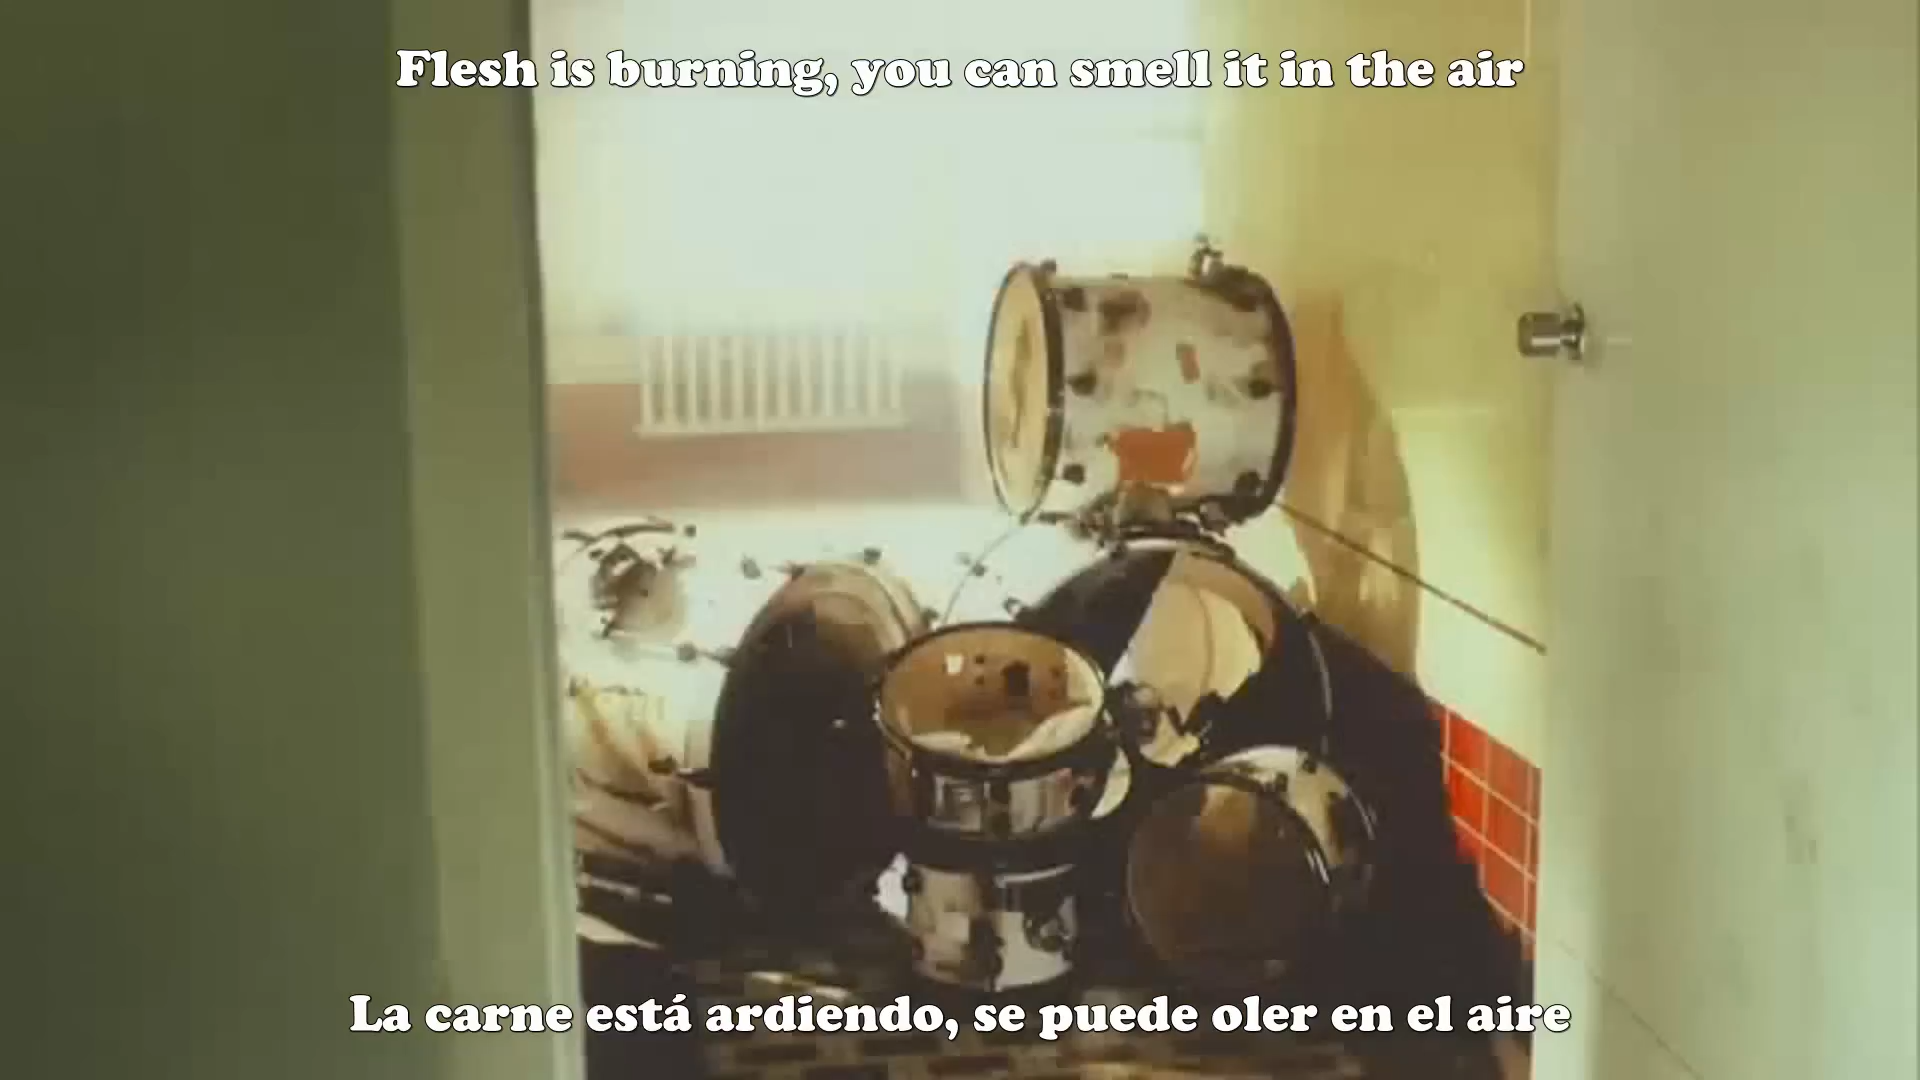 Flesh is burning, you can smell it in the air
La carne está ardiendo, se puede oler en el aire